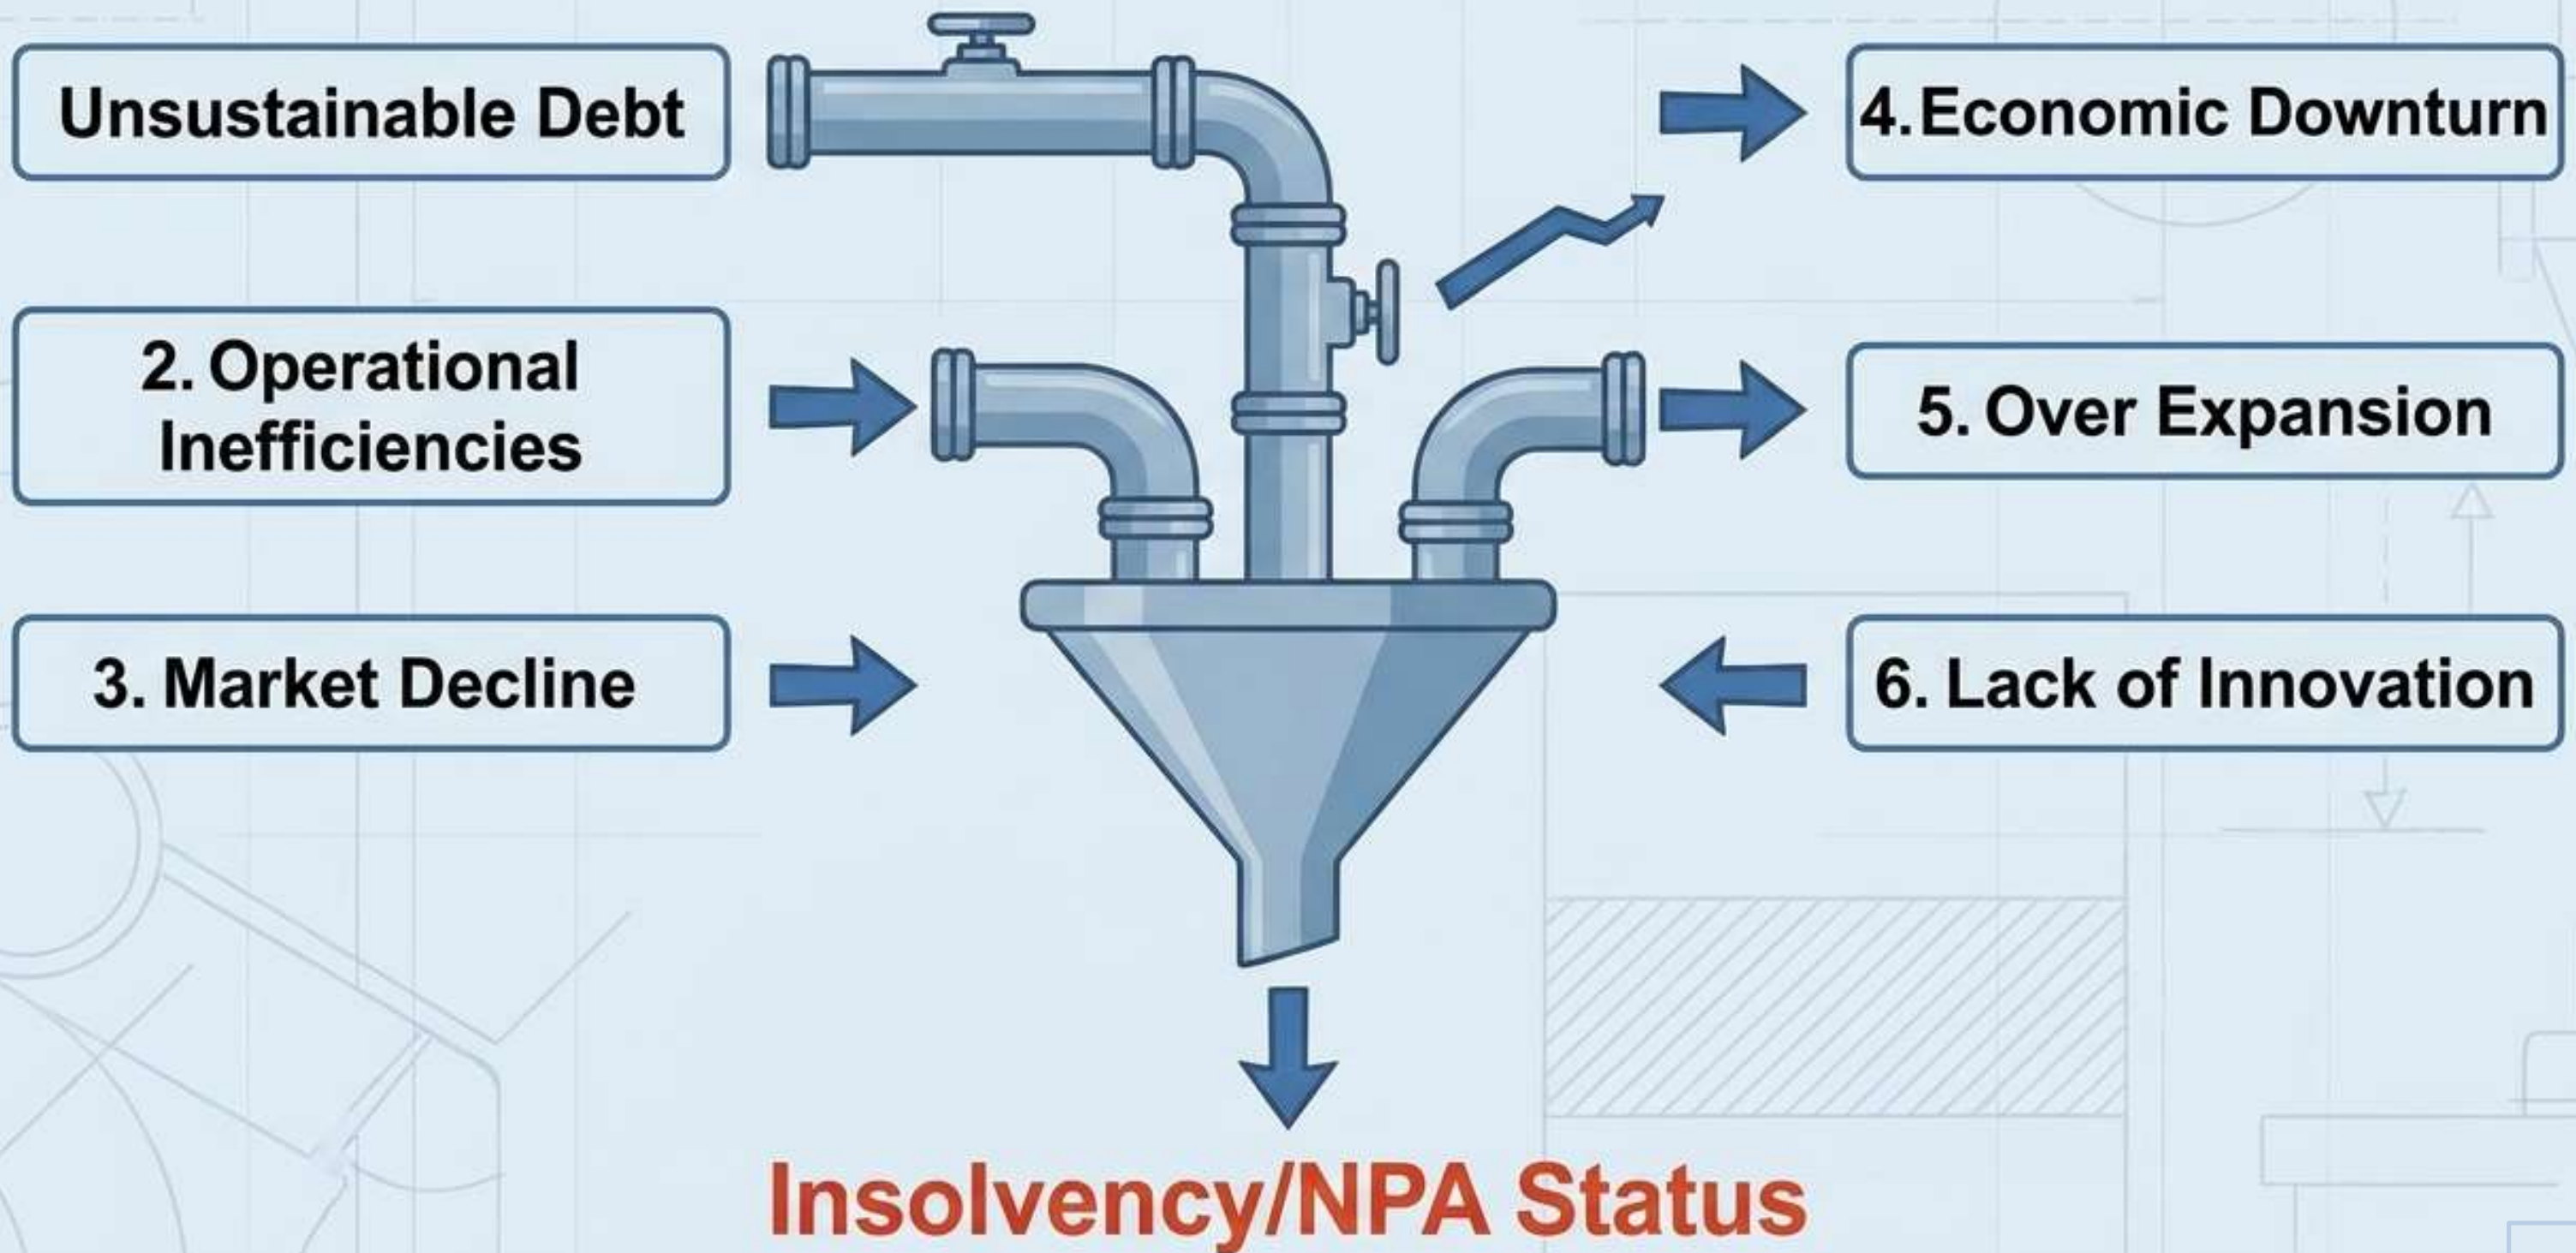 Unsustainable Debt
2. Operational
Inefficiencies
3. Market Decline
4.Economic Downturn
5. Over Expansion
6. Lack of Innovation
Insolvency/NPA Status